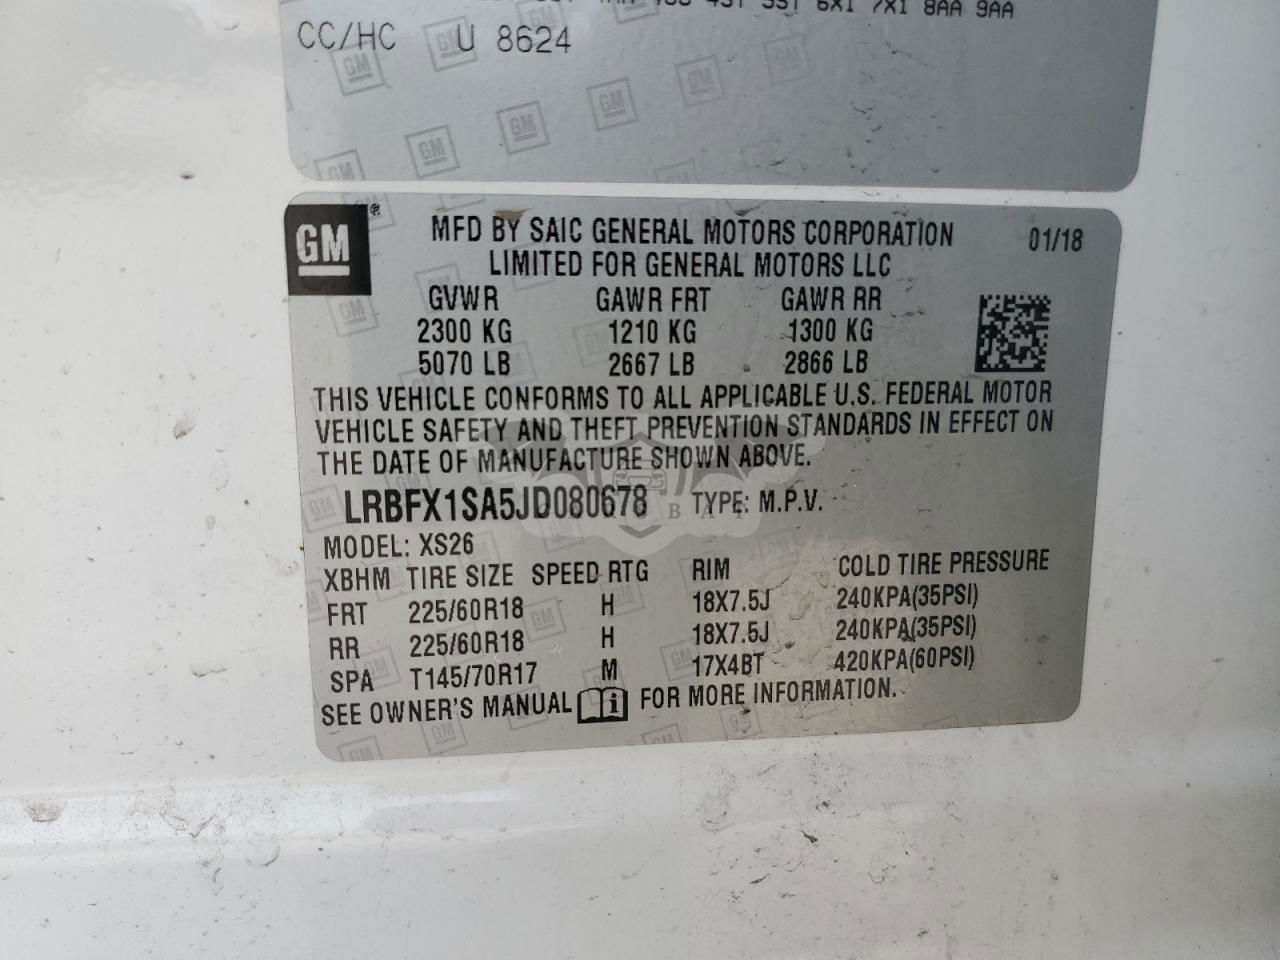 6X1 7X1 8AA 9AA
CC/HC U 8624
GM
MFD BY SAIC GENERAL MOTORS CORPORATION 01/18
LIMITED FOR GENERAL MOTORS LLC
GVWR GAWR FRT GAWR RR
2300 KG 1210 KG 1300 KG
5070 LB 2667 LB 2866 LB
THIS VEHICLE CONFORMS TO ALL APPLICABLE U.S. FEDERAL MOTOR
VEHICLE SAFETY AND THEFT PREVENTION STANDARDS IN EFFECT ON
THE DATE OF MANUFACTURE SHOWN ABOVE.
LRBFX1SA5JD080678 TYPE: M.P.V.
MODEL: XS26
XBHM TIRE SIZE SPEED RTG RIM COLD TIRE PRESSURE
FRT 225/60R18 H 18X7.5J 240KPA(35PSI)
RR 225/60R18 H 18X7.5J 240KPA(35PSI)
SPA T145/70R17 M 17X4BT 420KPA(60PSI)
SEE OWNER'S MANUAL i FOR MORE INFORMATION.